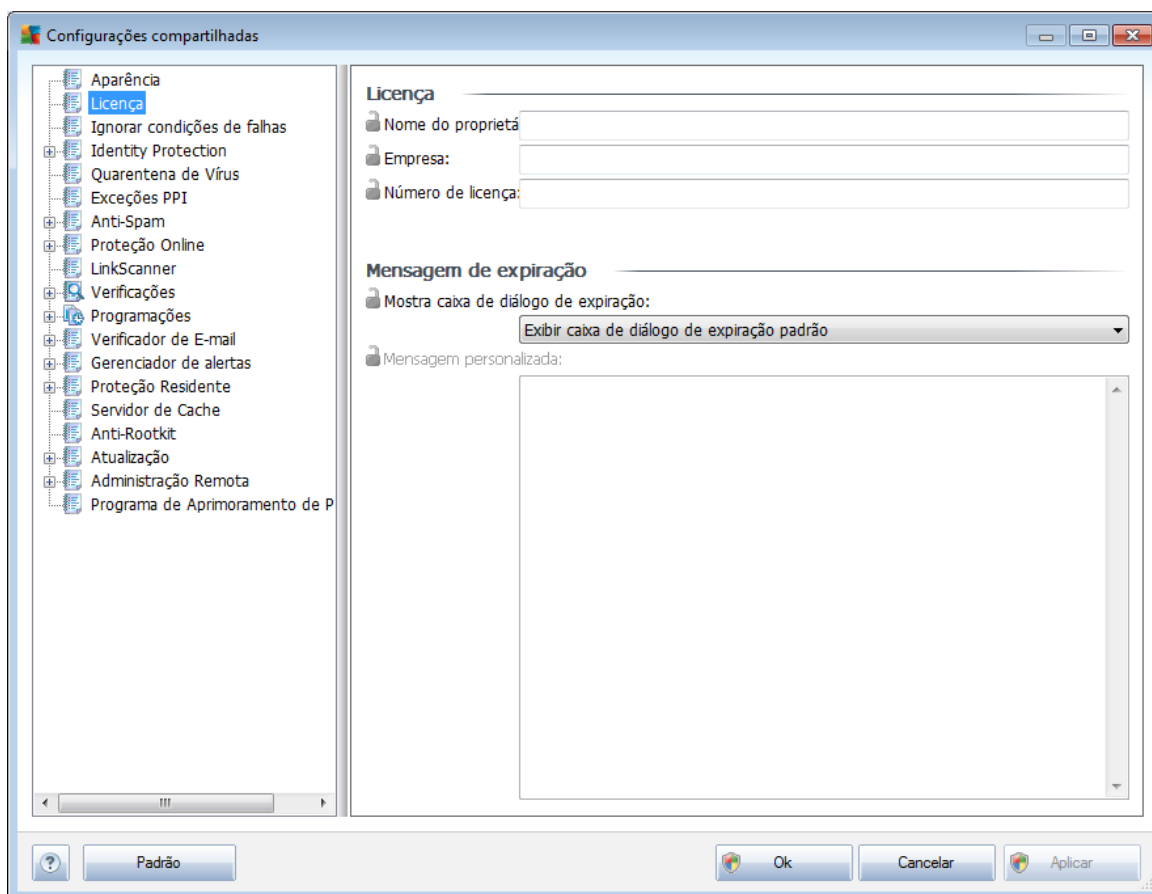 Configurações compartilhadas
Aparência
Licença
Ignorar condições de falhas
Identity Protection
Quarentena de Vírus
Exceções PPI
Anti-Spam
Proteção Online
LinkScanner
Verificações
Programações
Verificador de E-mail
Gerenciador de alertas
Proteção Residente
Servidor de Cache
Anti-Rootkit
Atualização
Administração Remota
Programa de Aprimoramento de P
Licença
Nome do proprietá
Empresa:
Número de licença:
Mensagem de expiração
Mostra caixa de diálogo de expiração:
Exibir caixa de diálogo de expiração padrão
Mensagem personalizada:
Padrão
Ok
Cancelar
Aplicar